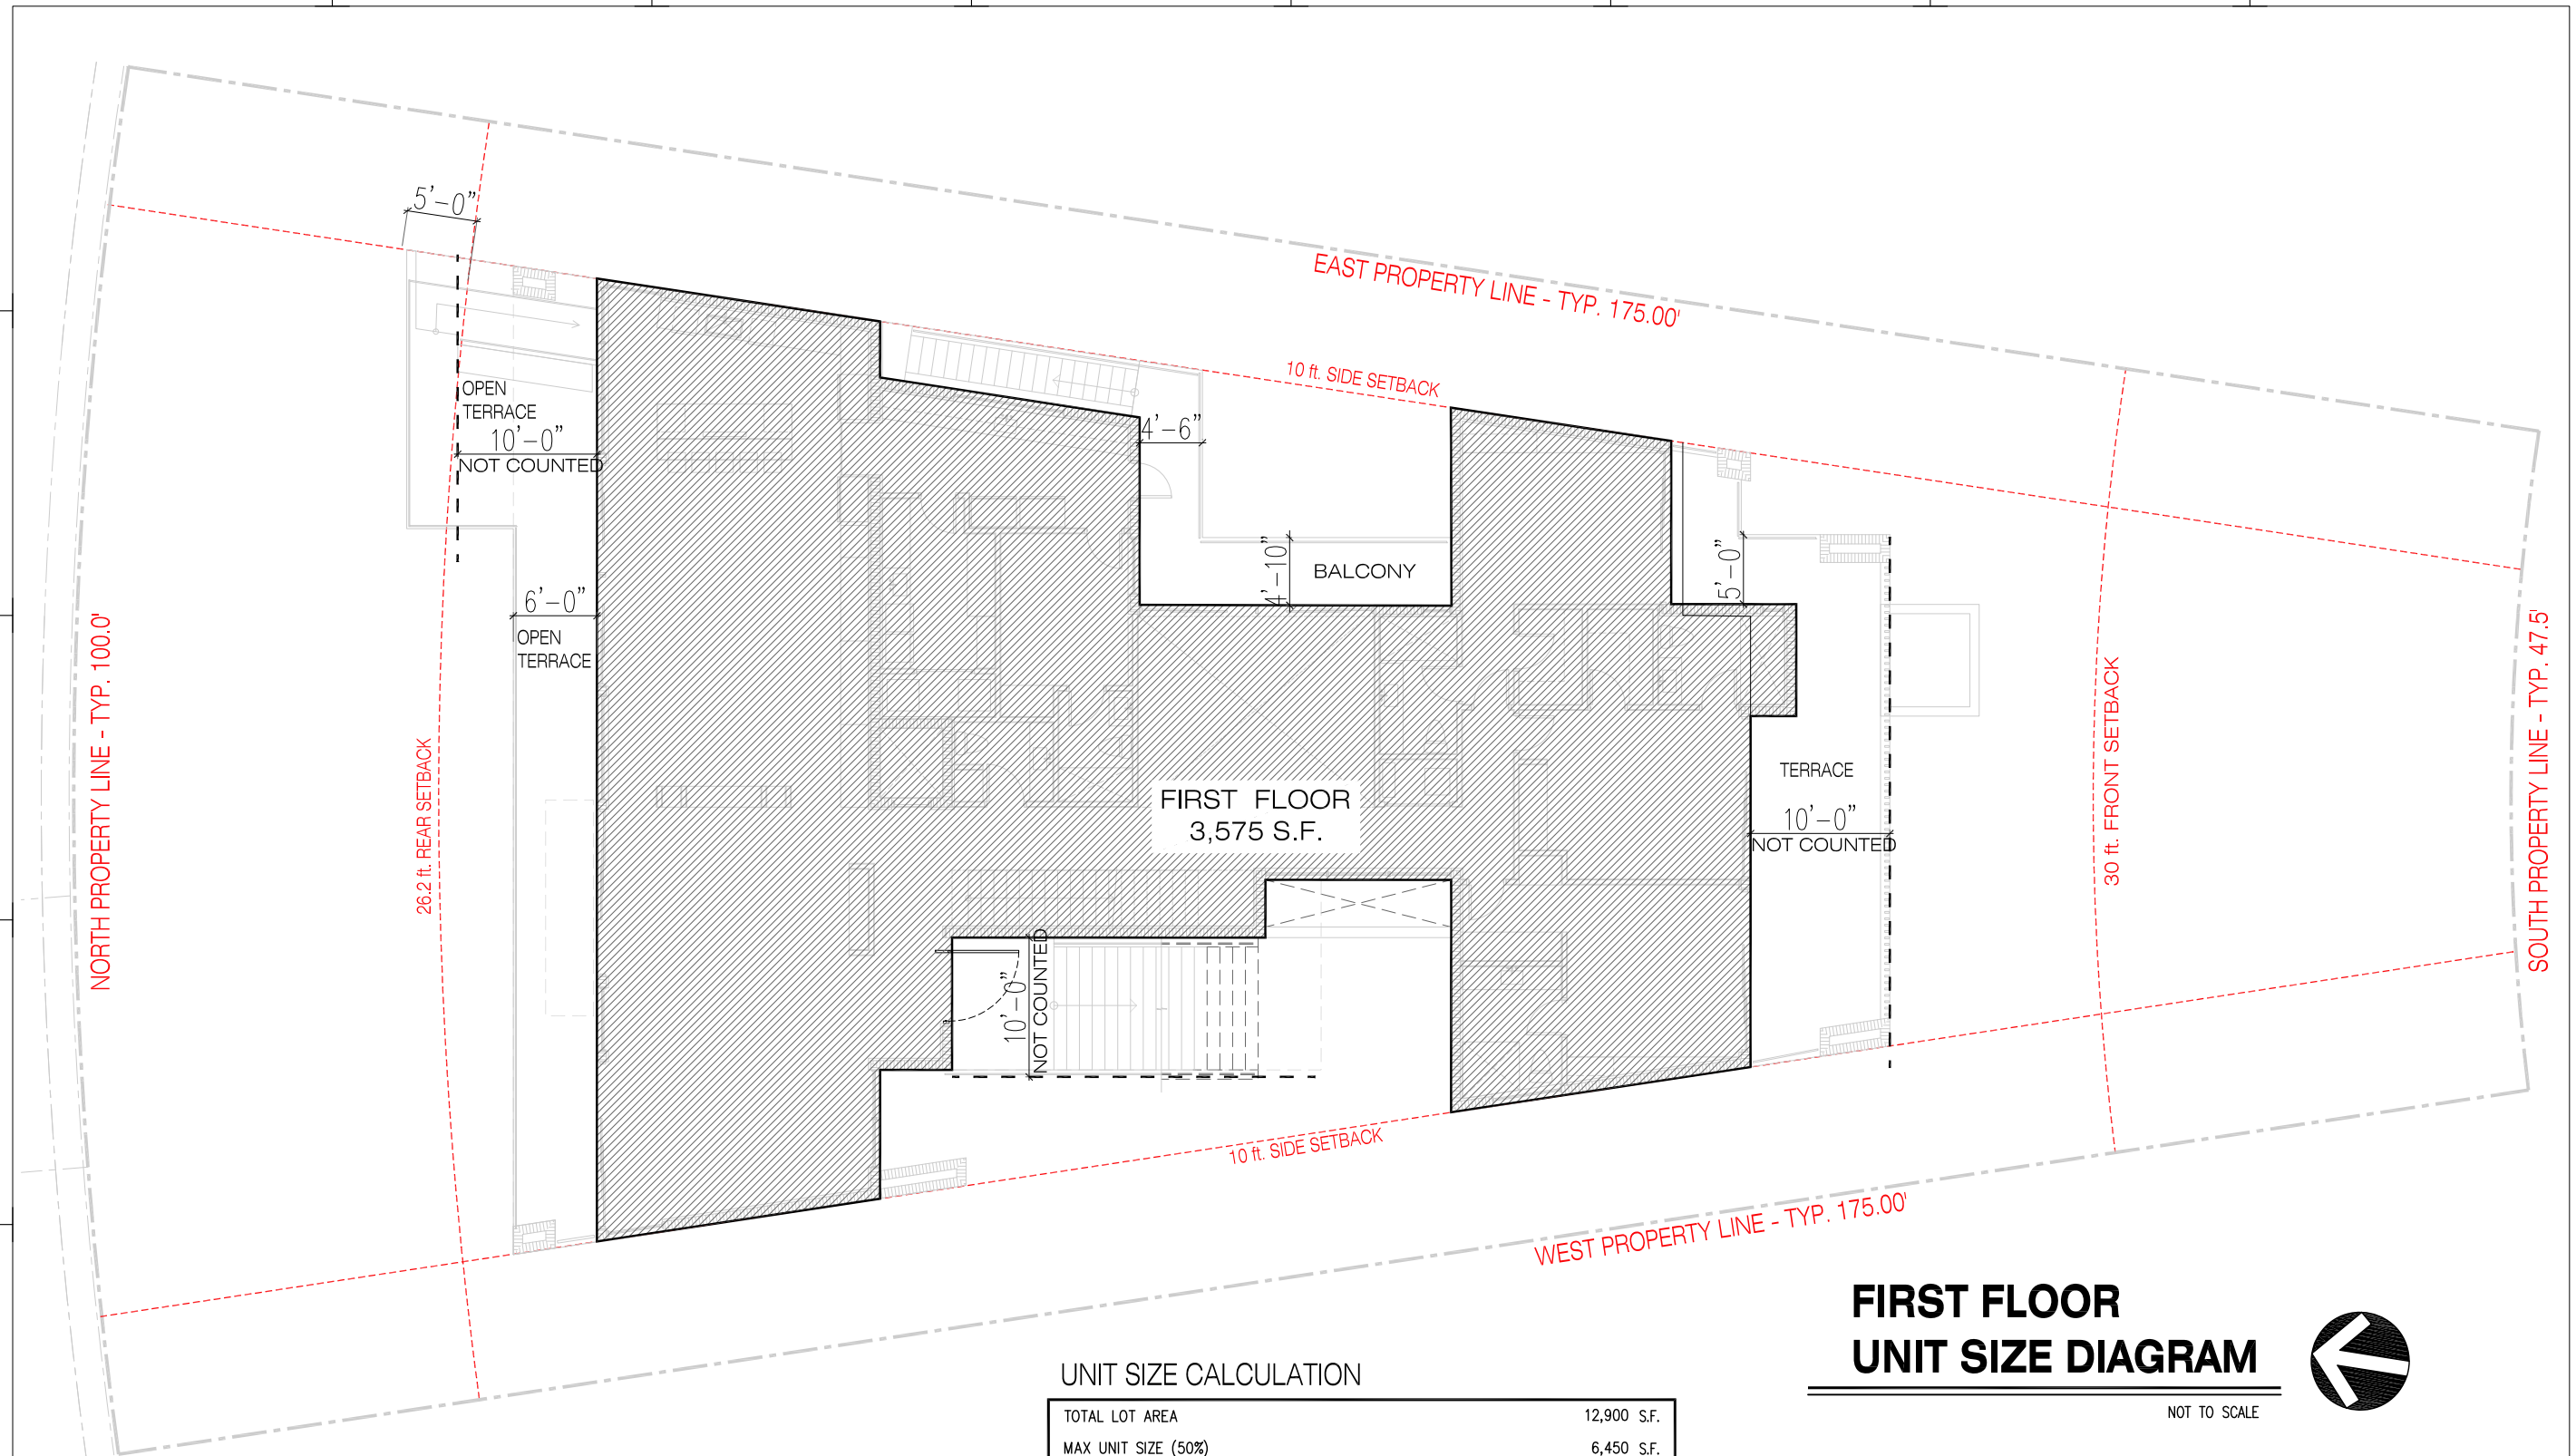 5'-0"
EAST PROPERTY LINE - TYP. 175.00'
10 ft. SIDE SETBACK
OPEN
TERRACE
10'-0"
NOT COUNTED
4'-6"
4'-10"
BALCONY
5'-0"
6'-0"
OPEN
TERRACE
NORTH PROPERTY LINE - TYP. 100.0'
26.2 ft. REAR SETBACK
FIRST FLOOR
3,575 S.F.
TERRACE
10'-0"
NOT COUNTED
30 ft. FRONT SETBACK
SOUTH PROPERTY LINE - TYP. 47.5'
10'-0"
NOT COUNTED
10 ft. SIDE SETBACK
WEST PROPERTY LINE - TYP. 175.00'
FIRST FLOOR
UNIT SIZE DIAGRAM
NOT TO SCALE
UNIT SIZE CALCULATION
TOTAL LOT AREA 12,900 S.F.
MAX UNIT SIZE (50%) 6,450 S.F.